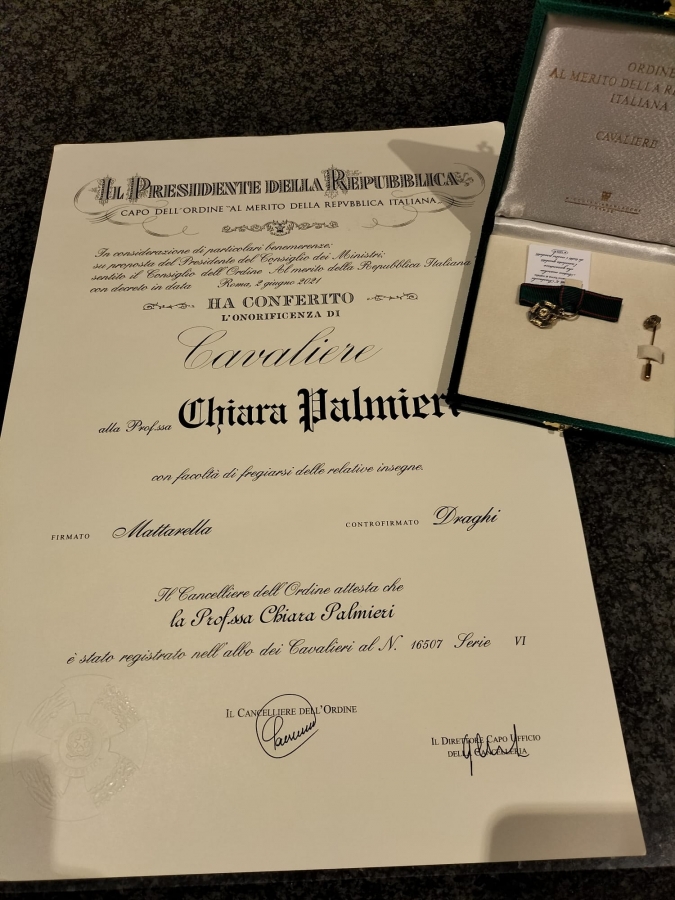 IL PRESIDENTE DELLA REPUBBLICA
CAPO DELL'ORDINE "AL MERITO DELLA REPVBBLICA ITALIANA"
In considerazione di particolari benemerenze;
su proposta del Presidente del Consiglio dei Ministri;
sentito il Consiglio dell'Ordine "Al merito della Repubblica Italiana
con decreto in data Roma, 2 giugno 2021
HA CONFERITO
L'ONORIFICENZA DI
Cavaliere
alla Prof.ssa Chiara Palmieri
con facoltà di fregiarsi delle relative insegne.
FIRMATO Mattarella CONTROFIRMATO Draghi
Il Cancelliere dell'Ordine attesta che
la Prof.ssa Chiara Palmieri
è stato registrato nell'albo dei Cavalieri al N. 16507 Serie VI
IL CANCELLIERE DELL'ORDINE
IL DIRETTORE CAPO UFFICIO
DELLA CANCELLERIA
ORDINE
AL MERITO DELLA RE
ITALIANA
CAVALIERE